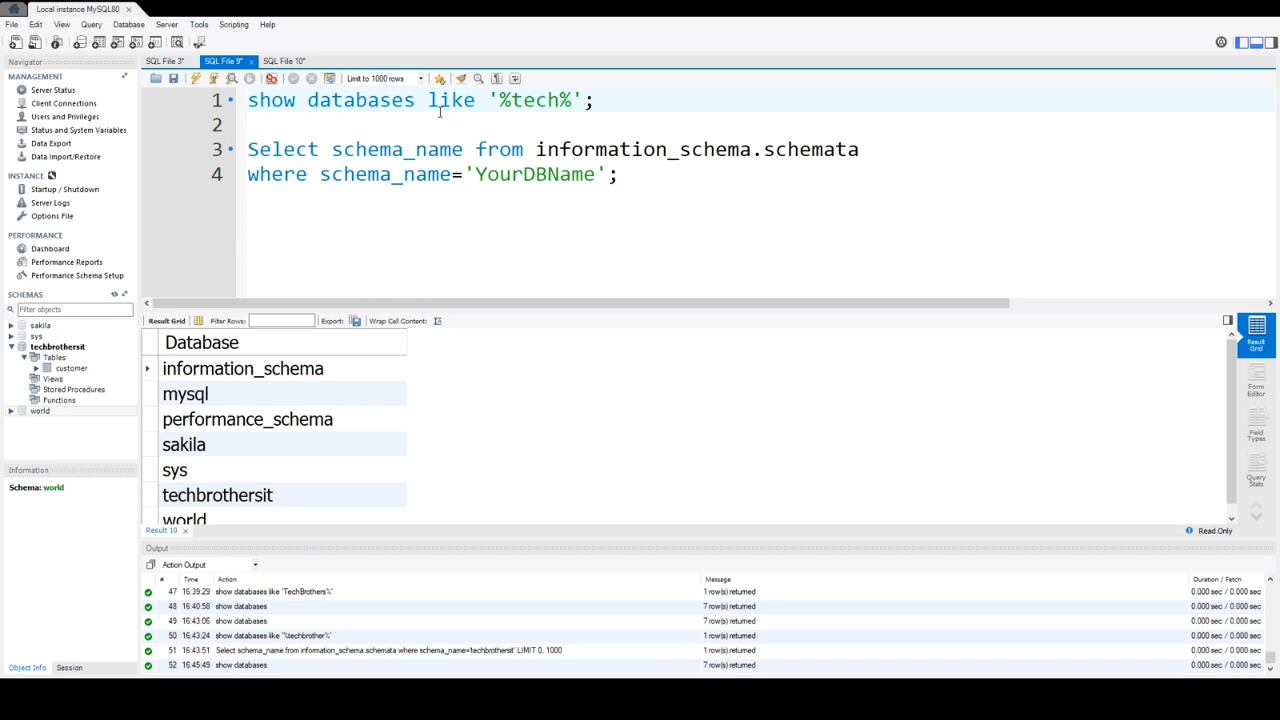 Local instance MySQL80 ×
File Edit View Query Database Server Tools Scripting Help
Navigator
SQL File 3* SQL File 9* × SQL File 10*
MANAGEMENT
Server Status
Client Connections
Users and Privileges
Status and System Variables
Data Export
Data Import/Restore
INSTANCE
Startup / Shutdown
Server Logs
Options File
PERFORMANCE
Dashboard
Performance Reports
Performance Schema Setup
SCHEMAS
Filter objects
sakila
sys
techbrothersit
Tables
customer
Views
Stored Procedures
Functions
world
Information
Schema: world
Object Info Session
Limit to 1000 rows
1 show databases like '%tech%';
2
3 Select schema_name from information_schema.schemata
4 where schema_name='YourDBName';
Result Grid Filter Rows: Export: Wrap Cell Content:
Database
information_schema
mysql
performance_schema
sakila
sys
techbrothersit
world
Result Grid
Form Editor
Field Types
Query Stats
Result 10 × Read Only
Output
Action Output
# Time Action Message Duration / Fetch
47 16:39:29 show databases like 'TechBrothers%' 1 row(s) returned 0.000 sec / 0.000 sec
48 16:40:58 show databases 7 row(s) returned 0.000 sec / 0.000 sec
49 16:43:06 show databases 7 row(s) returned 0.000 sec / 0.000 sec
50 16:43:24 show databases like '%techbrother%' 1 row(s) returned 0.000 sec / 0.000 sec
51 16:43:51 Select schema_name from information_schema.schemata where schema_name='techbrothersit' LIMIT 0, 1000 1 row(s) returned 0.000 sec / 0.000 sec
52 16:45:49 show databases 7 row(s) returned 0.000 sec / 0.000 sec